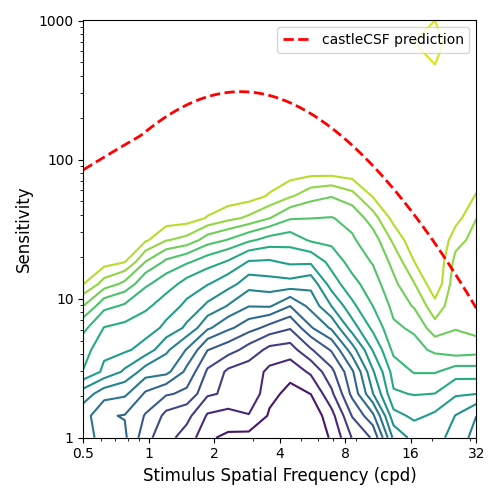 1000
100
10
1
Sensitivity
castleCSF prediction
0.5 1 2 4 8 16 32
Stimulus Spatial Frequency (cpd)